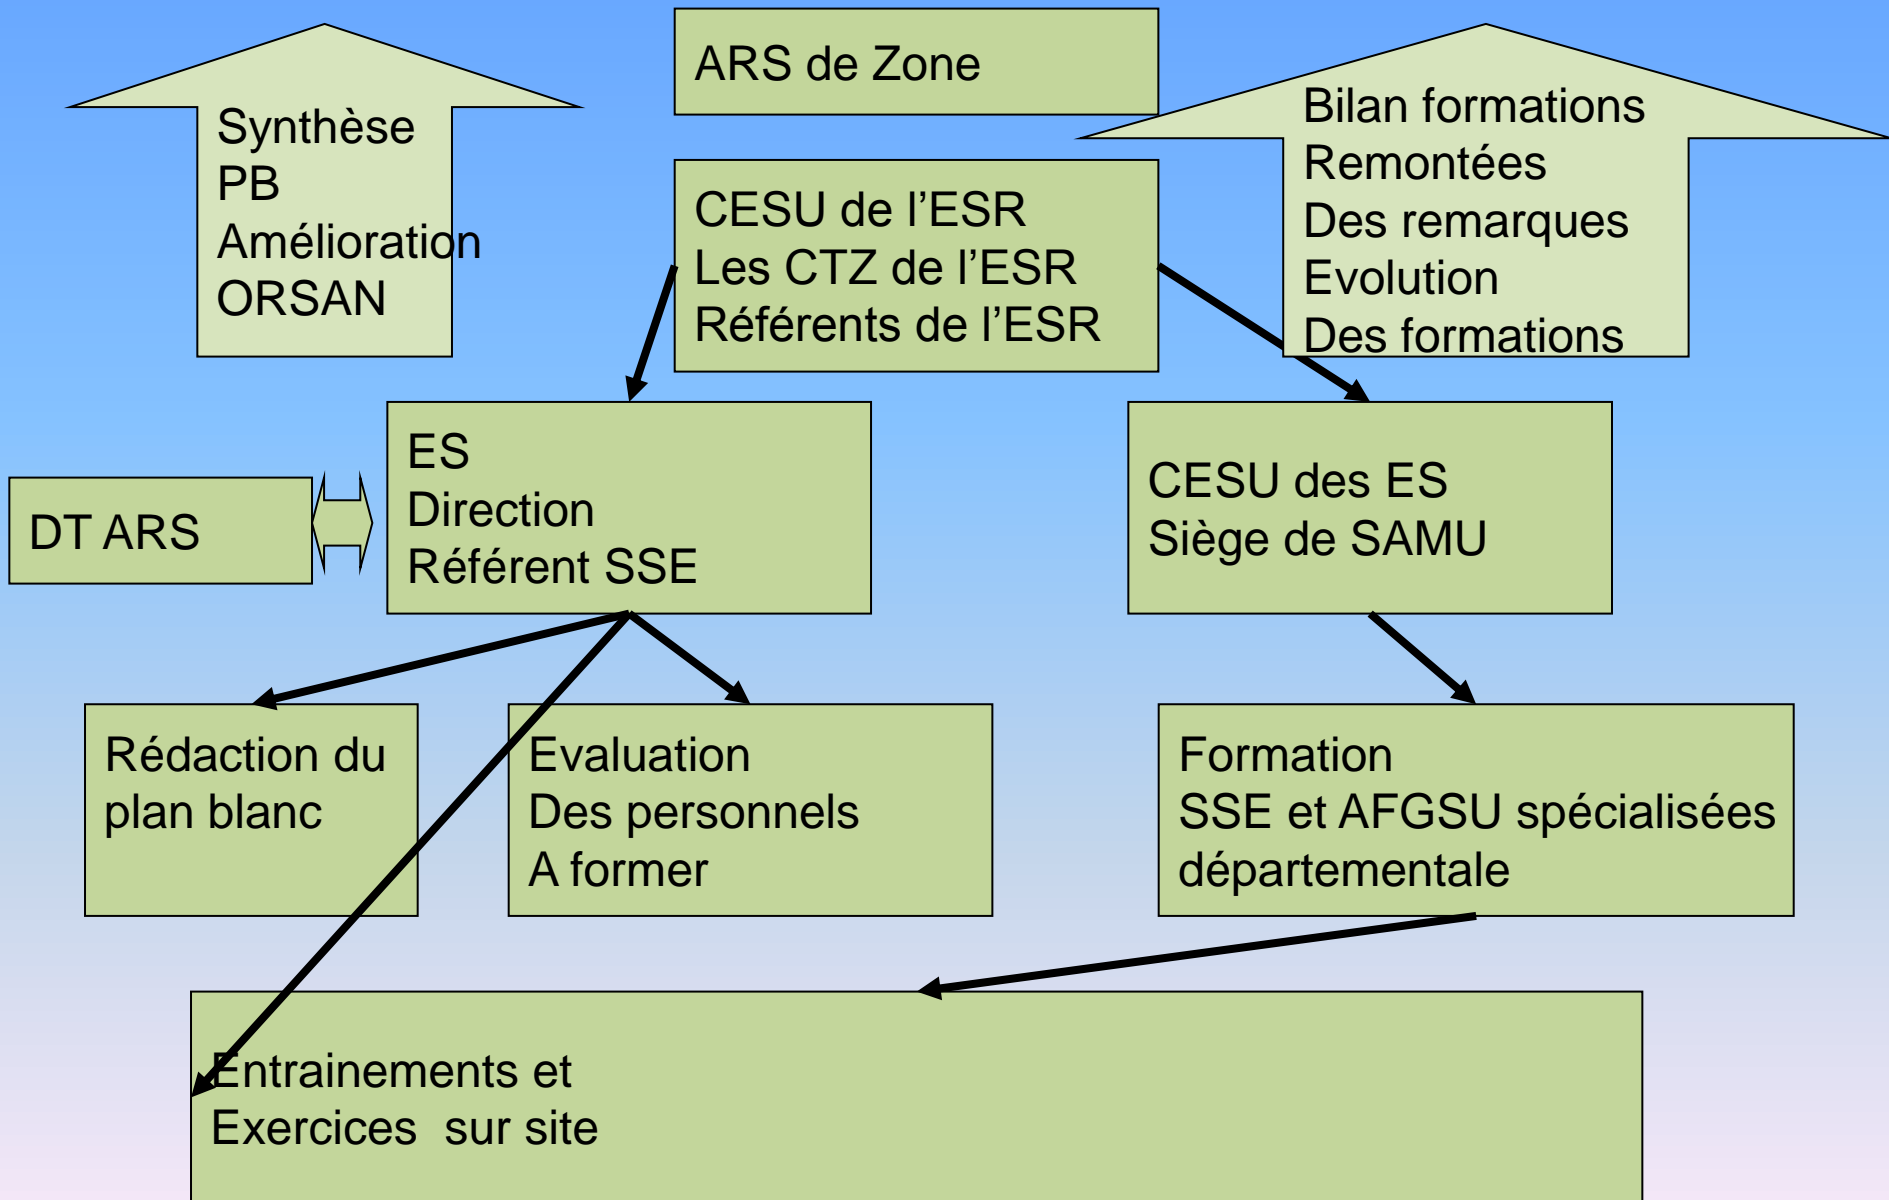 ARS de Zone
Synthèse
PB
Amélioration
ORSAN
CESU de l’ESR
Les CTZ de l’ESR
Référents de l’ESR
Bilan formations
Remontées
Des remarques
Evolution
Des formations
DT ARS
ES
Direction
Référent SSE
CESU des ES
Siège de SAMU
Rédaction du
plan blanc
Evaluation
Des personnels
A former
Formation
SSE et AFGSU spécialisées
départementale
Entrainements et
Exercices  sur site